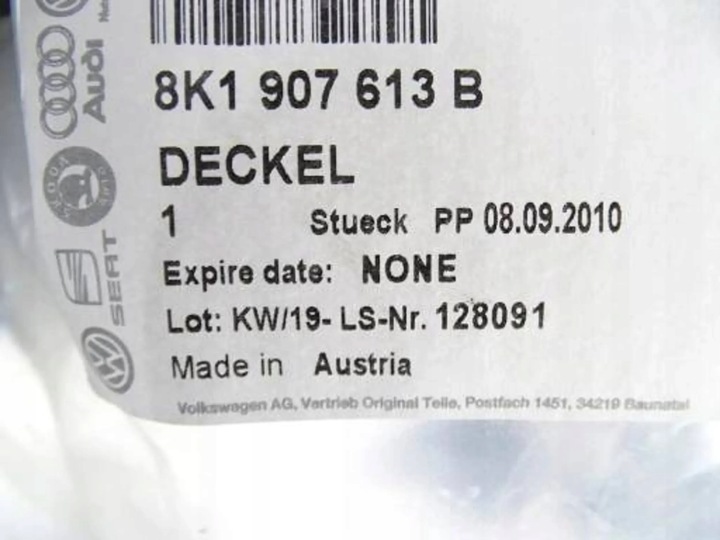 8K1 907 613 B
DECKEL
1 Stueck PP 08.09.2010
Expire date: NONE
Lot: KW/19- LS-Nr. 128091
Made in Austria
Volkswagen AG, Vertrieb Original Teile, Postfach 1451, 34219 Baunatal
Audi
SKODA
SEAT